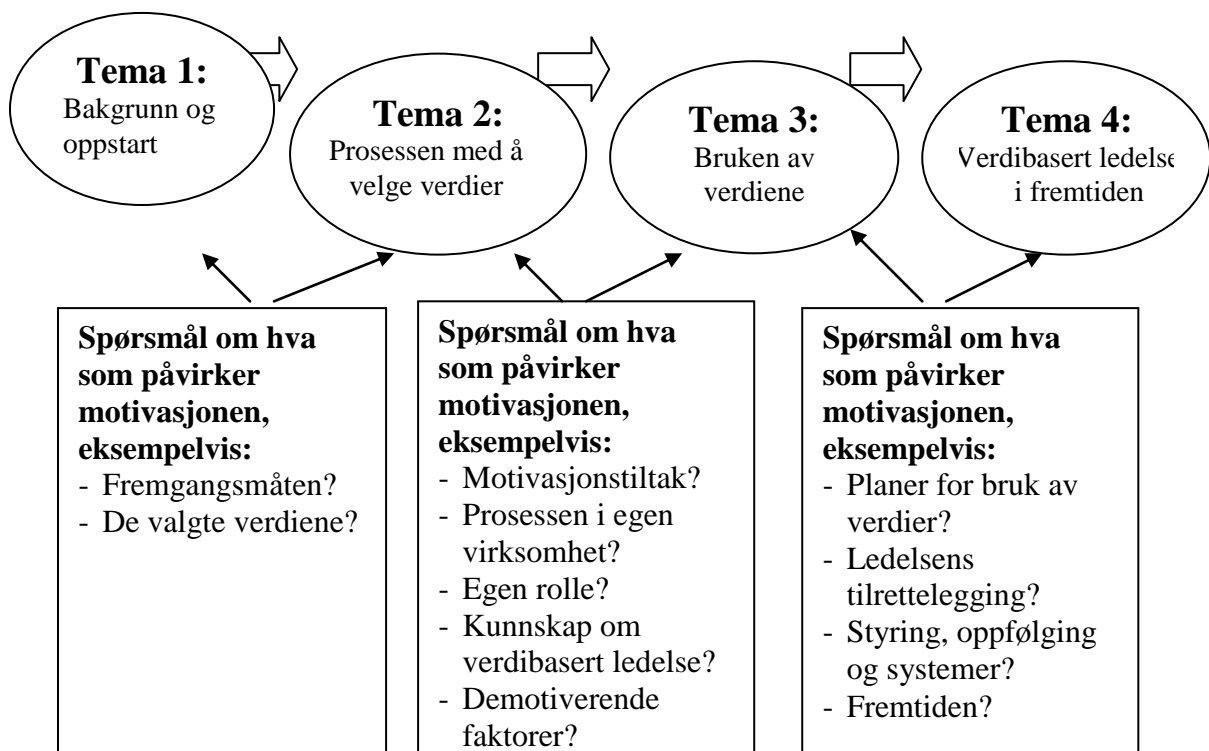 Tema 1:
Bakgrunn og
oppstart
Tema 2:
Prosessen med å
velge verdier
Tema 3:
Bruken av
verdiene
Tema 4:
Verdibasert ledelse
i fremtiden
Spørsmål om hva
som påvirker
motivasjonen,
eksempelvis:
- Fremgangsmåten?
- De valgte verdiene?
Spørsmål om hva
som påvirker
motivasjonen,
eksempelvis:
- Motivasjonstiltak?
- Prosessen i egen
virksomhet?
- Egen rolle?
- Kunnskap om
verdibasert ledelse?
- Demotiverende
faktorer?
Spørsmål om hva
som påvirker
motivasjonen,
eksempelvis:
- Planer for bruk av
verdier?
- Ledelsens
tilrettelegging?
- Styring, oppfølging
og systemer?
- Fremtiden?